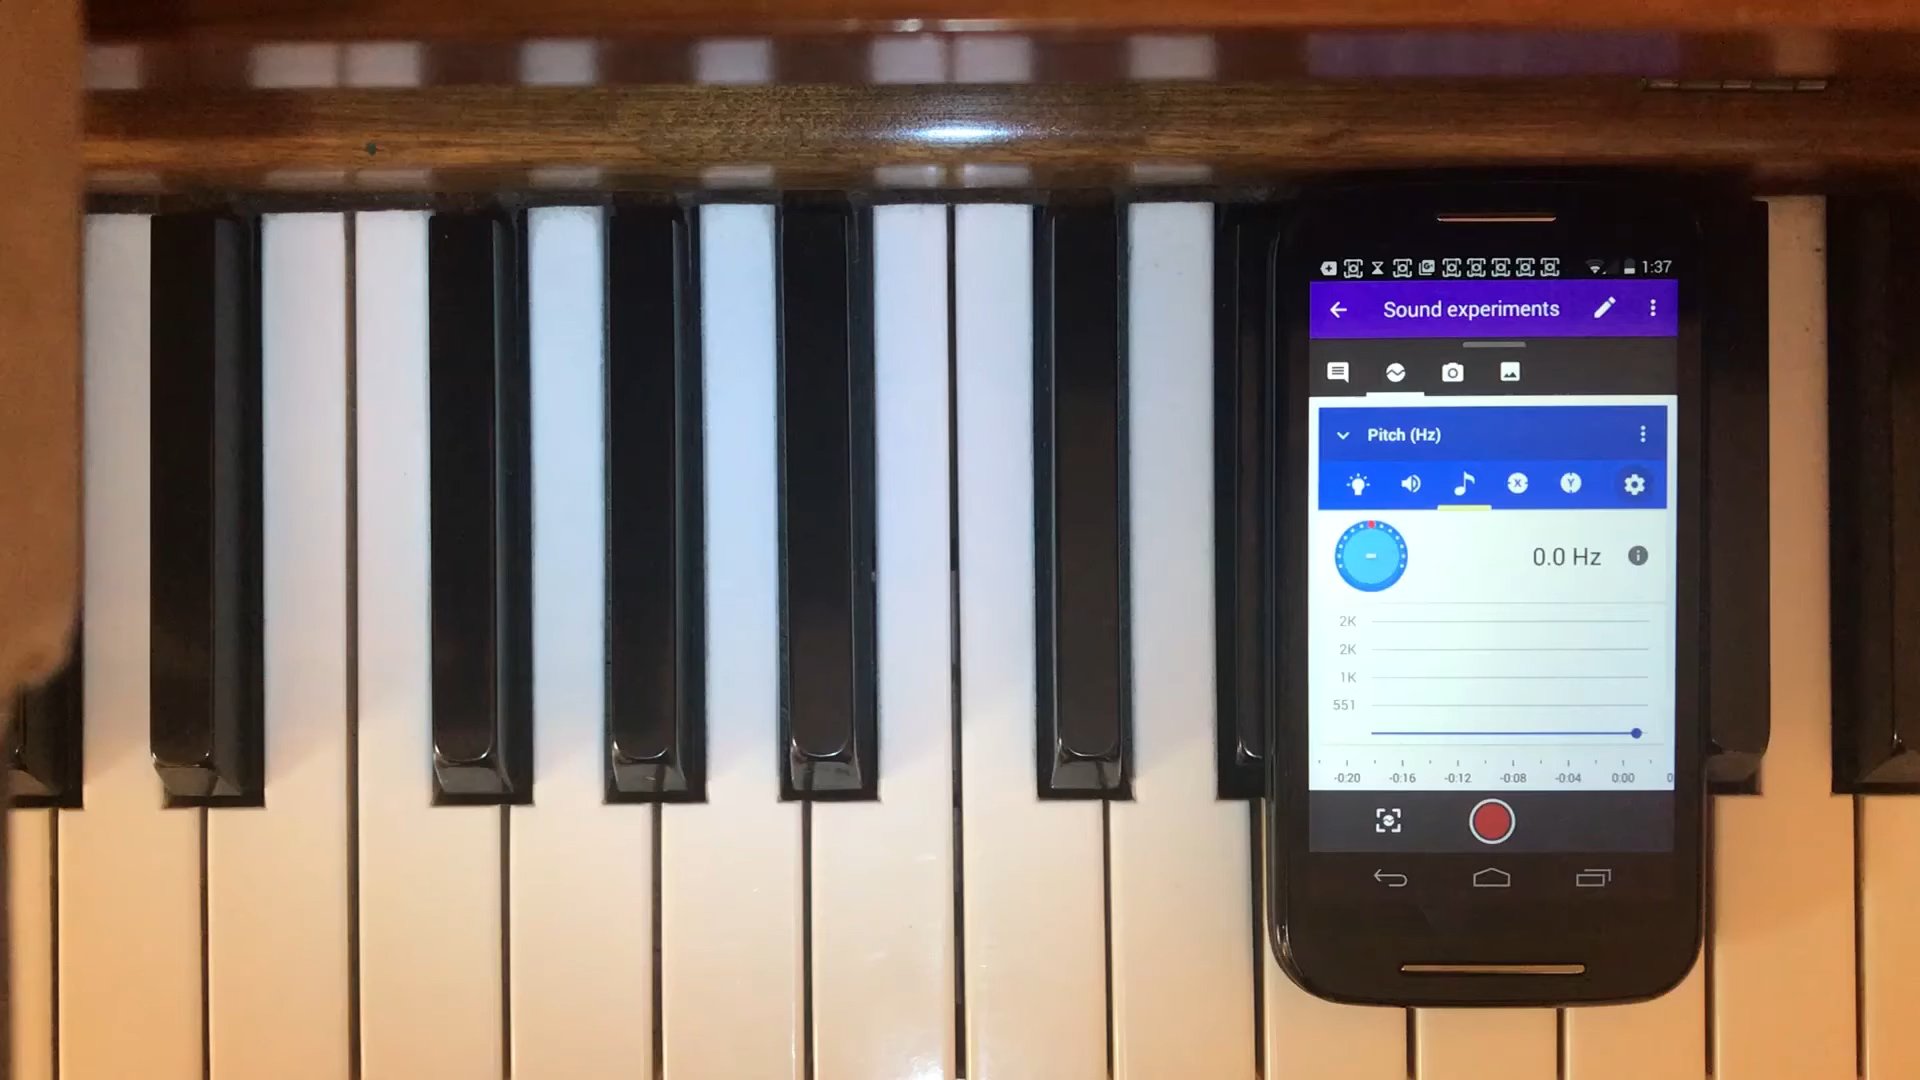 1:37
Sound experiments
Pitch (Hz)
X Y
0.0 Hz
2K
2K
1K
551
-0:20 -0:16 -0:12 -0:08 -0:04 0:00 0